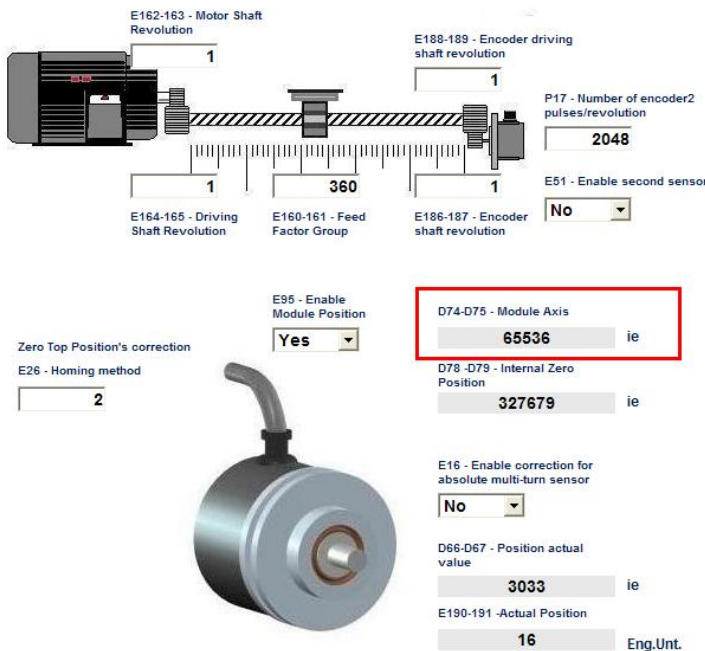 E162-163 - Motor Shaft
Revolution
1
E188-189 - Encoder driving
shaft revolution
1
P17 - Number of encoder2
pulses/revolution
2048
1
360
1
E164-165 - Driving
Shaft Revolution
E160-161 - Feed
Factor Group
E186-187 - Encoder
shaft revolution
E51 - Enable second sensor
No
E95 - Enable
Module Position
Yes
D74-D75 - Module Axis
65536 ie
Zero Top Position's correction
E26 - Homing method
2
D78 -D79 - Internal Zero
Position
327679 ie
E16 - Enable correction for
absolute multi-turn sensor
No
D66-D67 - Position actual
value
3033 ie
E190-191 -Actual Position
16 Eng.Unt.